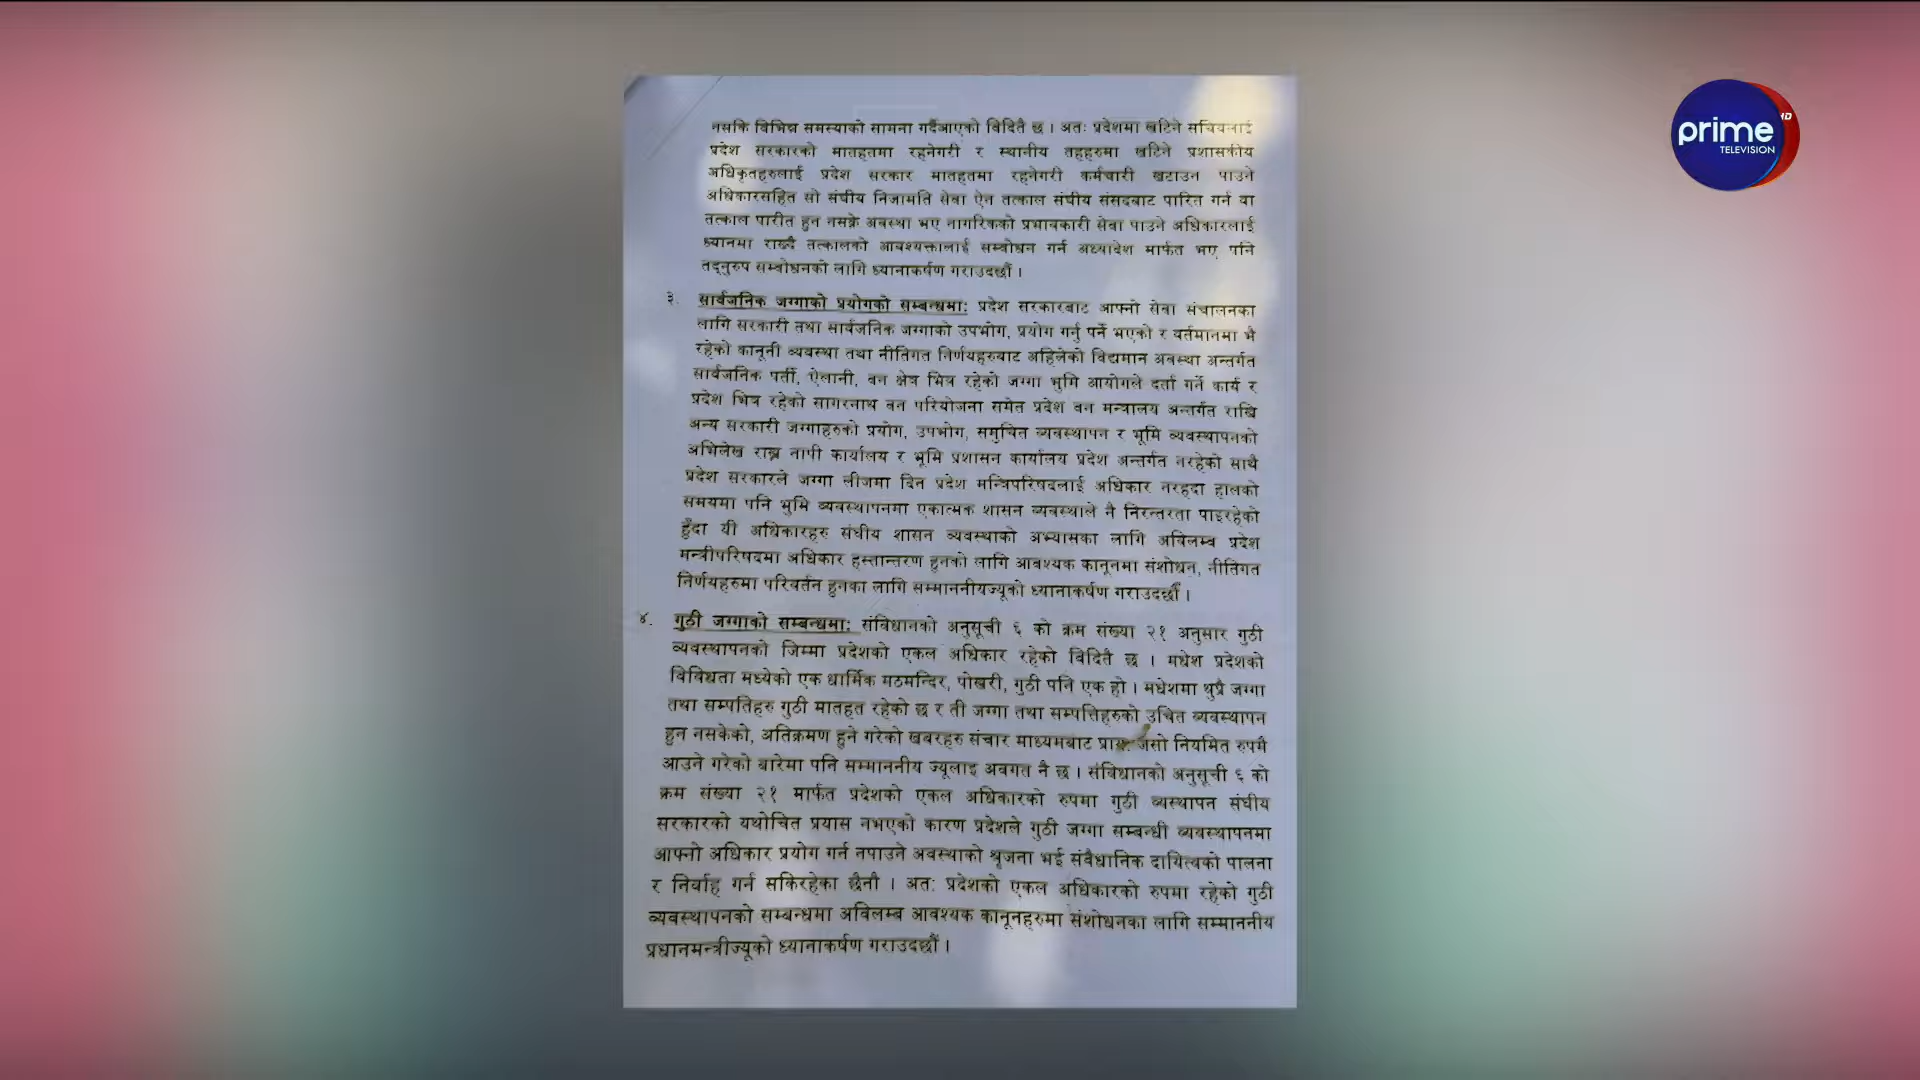 नसकि विभिन्न समस्याको सामना गर्दैआएको विदितै छ । अतः प्रदेशमा खटिने सचिवलाई
प्रदेश सरकारको मातहतमा रहनेगरी र स्थानीय तहहरुमा खटिने प्रशासकीय
अधिकृतहरुलाई प्रदेश सरकार मातहतमा रहनेगरी कर्मचारी खटाउन पाउने
अधिकारसहित सो संघीय निजामति सेवा ऐन तत्काल संघीय संसदबाट पारित गर्न वा
तत्काल पारीत हुन नसक्ने अवस्था भए नागरिकको प्रभावकारी सेवा पाउने अधिकारलाई
ध्यानमा राख्दै तत्कालको आवश्यक्तालाई सम्बोधन गर्न अध्यादेश मार्फत भए पनि
तद्नुरुप सम्बोधनको लागि ध्यानाकर्षण गराउदछौं ।
३. सार्वजनिक जग्गाको प्रयोगको सम्बन्धमा: प्रदेश सरकारबाट आफ्नो सेवा संचालनका
लागि सरकारी तथा सार्वजनिक जग्गाको उपभोग, प्रयोग गर्नु पर्ने भएको र वर्तमानमा भै
रहेको कानूनी व्यवस्था तथा नीतिगत निर्णयहरुबाट अहिलेको विद्यमान अवस्था अन्तर्गत
सार्वजनिक पर्ती, ऐलानी, वन क्षेत्र भित्र रहेको जग्गा भुमि आयोगले दर्ता गर्ने कार्य र
प्रदेश भित्र रहेको सागरनाथ वन परियोजना समेत प्रदेश वन मन्त्रालय अन्तर्गत राखि
अन्य सरकारी जग्गाहरुको प्रयोग, उपभोग, समुचित व्यवस्थापन र भूमि व्यवस्थापनको
अभिलेख राख्न नापी कार्यालय र भूमि प्रशासन कार्यालय प्रदेश अन्तर्गत नरहेको साथै
प्रदेश सरकारले जग्गा लीजमा दिन प्रदेश मन्त्रिपरिषदलाई अधिकार नरहदा हालको
समयमा पनि भुमि व्यवस्थापनमा एकात्मक शासन व्यवस्थाले नै निरन्तरता पाइरहेको
हुँदा यी अधिकारहरु संघीय शासन व्यवस्थाको अभ्यासका लागि अविलम्ब प्रदेश
मन्त्रीपरिषदमा अधिकार हस्तान्तरण हुनको लागि आवश्यक कानूनमा संशोधन, नीतिगत
निर्णयहरुमा परिवर्तन हुनका लागि सम्माननीयज्यूको ध्यानाकर्षण गराउदछौं ।
४. गुठी जग्गाको सम्बन्धमा: संविधानको अनुसूची ६ को क्रम संख्या २१ अनुसार गुठी
व्यवस्थापनको जिम्मा प्रदेशको एकल अधिकार रहेको विदितै छ । मधेश प्रदेशको
विविधता मध्येको एक धार्मिक मठमन्दिर, पोखरी, गुठी पनि एक हो । मधेशमा थुप्रै जग्गा
तथा सम्पतिहरु गुठी मातहत रहेको छ र ती जग्गा तथा सम्पत्तिहरुको उचित व्यवस्थापन
हुन नसकेको, अतिक्रमण हुने गरेको खबरहरु संचार माध्यमबाट जसो नियमित रुपमै
आउने गरेको बारेमा पनि सम्माननीय ज्यूलाइ अवगत नै छ । संविधानको अनुसूची ६ को
क्रम संख्या २१ मार्फत प्रदेशको एकल अधिकारको रुपमा गुठी व्यस्थापन संघीय
सरकारको यथोचित प्रयास नभएको कारण प्रदेशले गुठी जग्गा सम्बन्धी व्यवस्थापनमा
आफ्नो अधिकार प्रयोग गर्न नपाउने अवस्थाको श्रृजना भई संवैधानिक दायित्वको पालना
र निर्वाह गर्न सकिरहेका छैनौ । अत: प्रदेशको एकल अधिकारको रुपमा रहेको गुठी
व्यवस्थापनको सम्बन्धमा अविलम्ब आवश्यक कानूनहरुमा संशोधनका लागि सम्माननीय
प्रधानमन्त्रीज्यूको ध्यानाकर्षण गराउदछौं ।
prime HD
TELEVISION